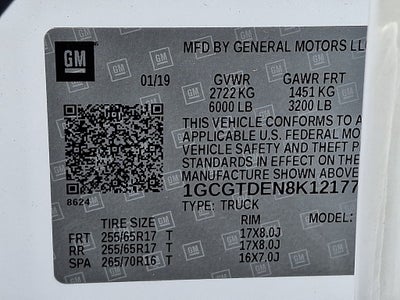 GM
MFD BY GENERAL MOTORS LLC
01/19 GVWR GAWR FRT
2722 KG 1451 KG
6000 LB 3200 LB
THIS VEHICLE CONFORMS TO
APPLICABLE U.S. FEDERAL MOTOR
VEHICLE SAFETY AND THEFT P
STANDARDS IN EFFECT ON THE
MANUFACTURE SHOWN ABOVE
1GCGTDEN8K12177
8624 TYPE: TRUCK
TIRE SIZE RIM MODEL:
FRT 255/65R17 T 17X8.0J
RR 255/65R17 T 17X8.0J
SPA 265/70R16 T 16X7.0J